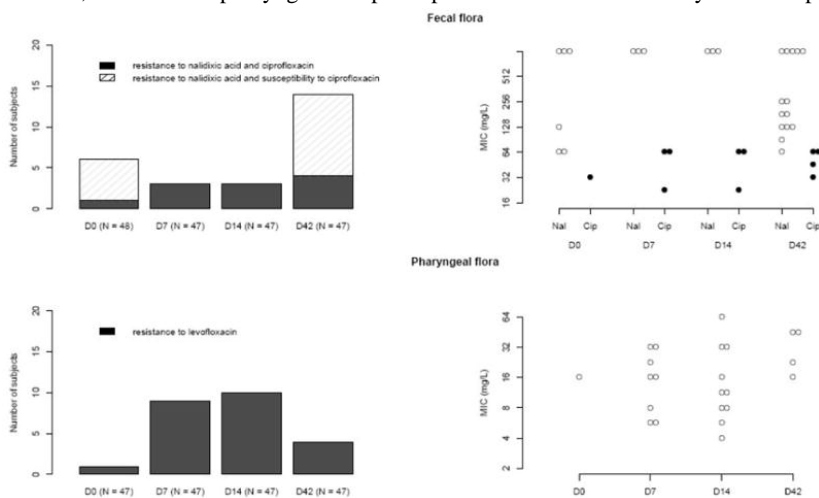 Fecal flora
20
15
10
5
0
Number of subjects
resistance to nalidixic acid and ciprofloxacin
resistance to nalidixic acid and susceptibility to ciprofloxacin
D0 (N = 48)
D7 (N = 47)
D14 (N = 47)
D42 (N = 47)
512
256
128
64
32
16
MIC (mg/L)
Nal Cip Nal Cip Nal Cip Nal Cip
D0 D7 D14 D42
Pharyngeal flora
20
15
10
5
0
Number of subjects
resistance to levofloxacin
D0 (N = 47)
D7 (N = 47)
D14 (N = 47)
D42 (N = 47)
64
32
16
8
4
2
MIC (mg/L)
D0 D7 D14 D42